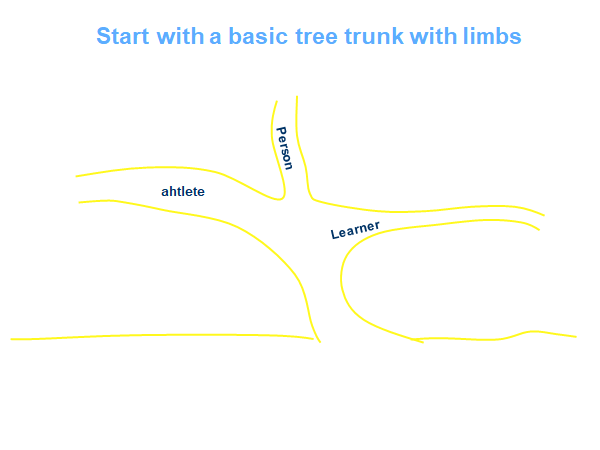 Start with a basic tree trunk with limbs
Person
ahtlete
Learner